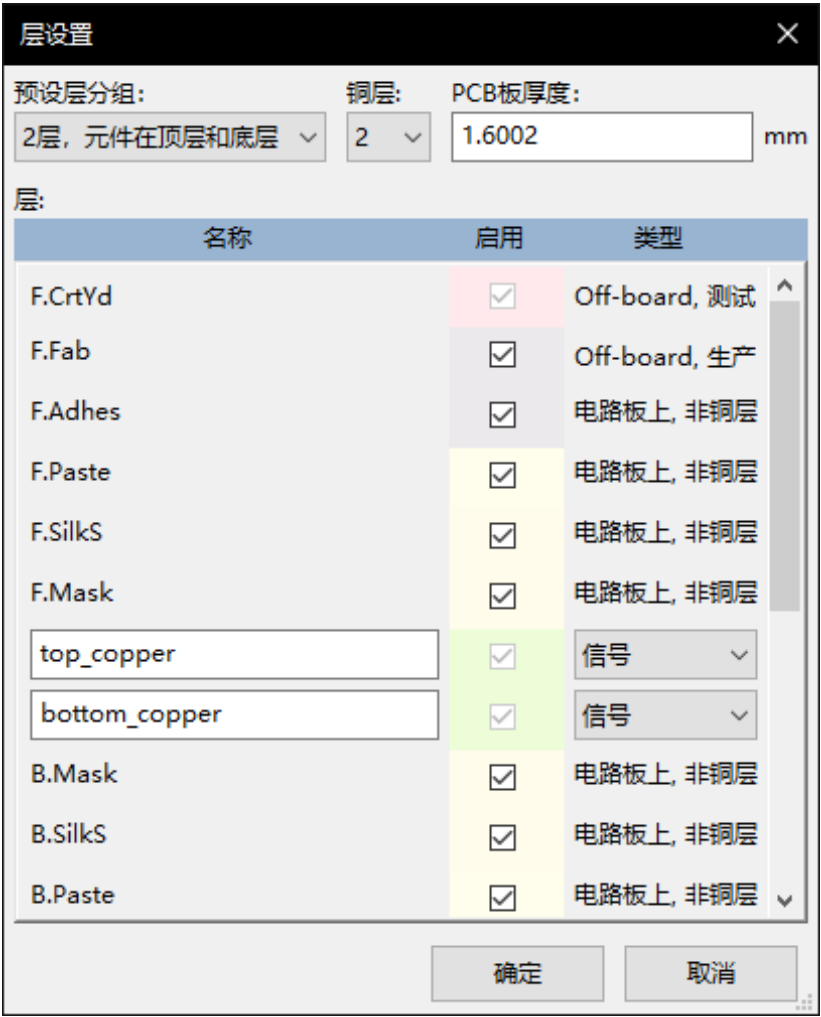 层设置
预设层分组: 铜层: PCB板厚度:
2层，元件在顶层和底层 2 1.6002 mm
层:
名称 启用 类型
F.CrtYd Off-board, 测试
F.Fab Off-board, 生产
F.Adhes 电路板上, 非铜层
F.Paste 电路板上, 非铜层
F.SilkS 电路板上, 非铜层
F.Mask 电路板上, 非铜层
top_copper 信号
bottom_copper 信号
B.Mask 电路板上, 非铜层
B.SilkS 电路板上, 非铜层
B.Paste 电路板上, 非铜层
确定 取消